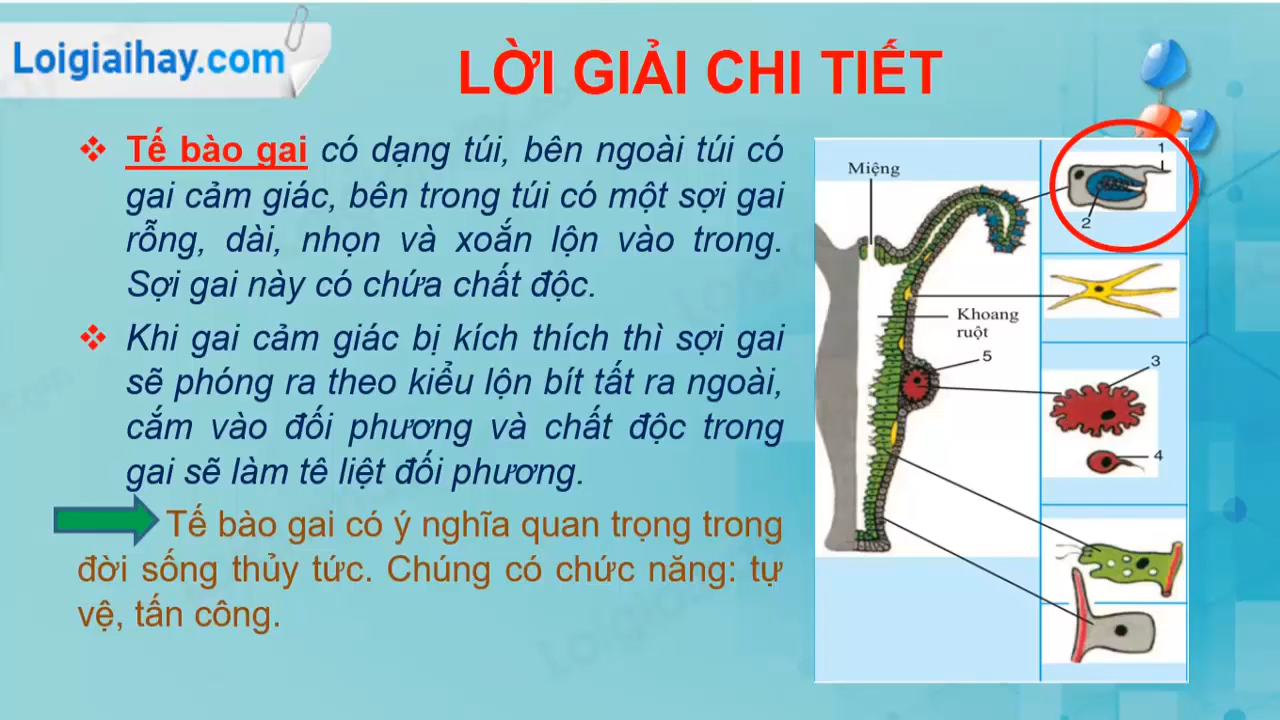 Loigiaihay.com
LỜI GIẢI CHI TIẾT
Tế bào gai có dạng túi, bên ngoài túi có
gai cảm giác, bên trong túi có một sợi gai
rỗng, dài, nhọn và xoắn lộn vào trong.
Sợi gai này có chứa chất độc.
Khi gai cảm giác bị kích thích thì sợi gai
sẽ phóng ra theo kiểu lộn bít tất ra ngoài,
cắm vào đối phương và chất độc trong
gai sẽ làm tê liệt đối phương.
Tế bào gai có ý nghĩa quan trọng trong
đời sống thủy tức. Chúng có chức năng: tự
vệ, tấn công.
Miệng
1
2
Khoang
ruột
5
3
4